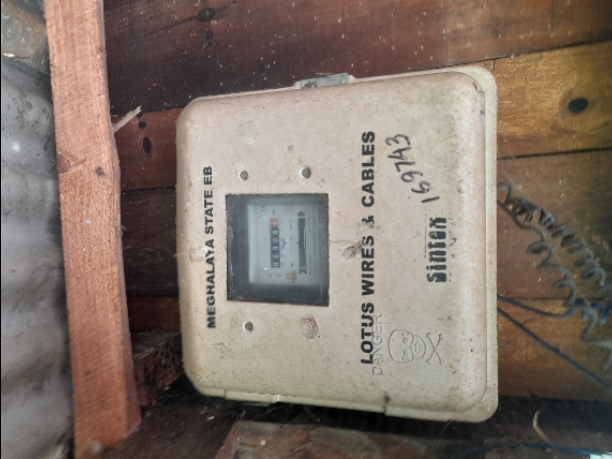 MEGHALAYA STATE EB
LOTUS WIRES & CABLES
DANGER
sintex
169743